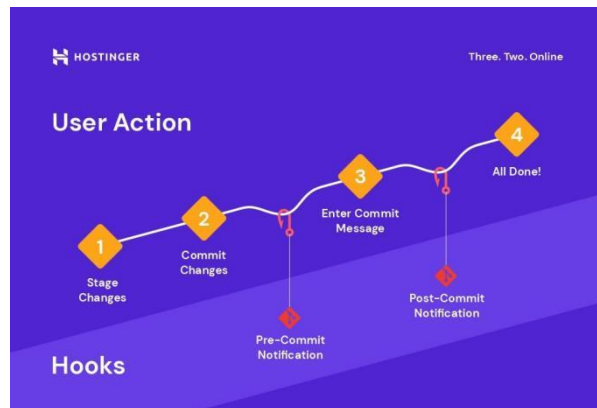 HOSTINGER
Three. Two. Online
User Action
4
All Done!
3
Enter Commit
Message
2
Commit
Changes
1
Stage
Changes
Post-Commit
Notification
Pre-Commit
Notification
Hooks